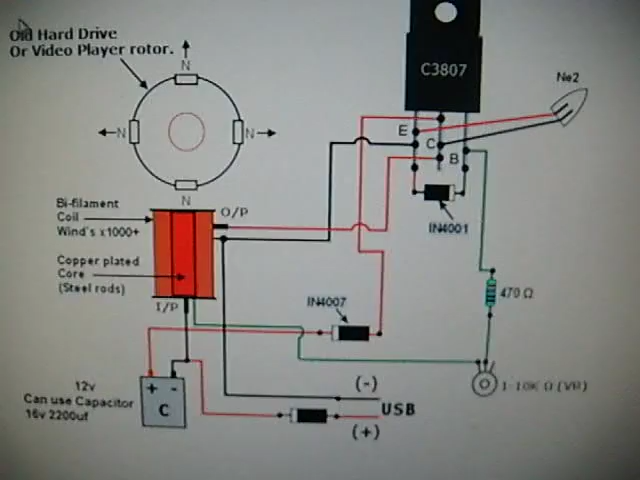 Old Hard Drive
Or Video Player rotor.
N
N
N
N
C3807
Ne2
E
C
B
IN4001
Bi-filament
Coil
Wind's x1000+
O/P
Copper plated
Core
(Steel rods)
I/P
IN4007
470 Ω
1-10K Ω (VR)
12v
Can use Capacitor
16v 2200uf
+ -
C
(-)
USB
(+)